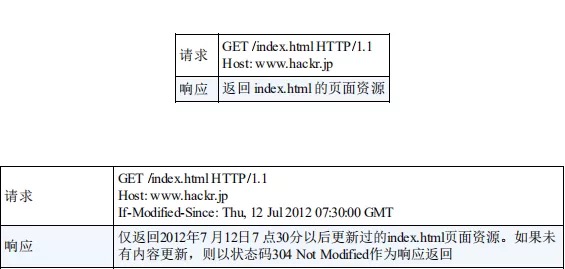 请求
GET /index.html HTTP/1.1
Host: www.hackr.jp
响应
返回 index.html 的页面资源
请求
GET /index.html HTTP/1.1
Host: www.hackr.jp
If-Modified-Since: Thu, 12 Jul 2012 07:30:00 GMT
响应
仅返回2012年7 月12日7 点30分以后更新过的index.html页面资源。如果未
有内容更新，则以状态码304 Not Modified作为响应返回